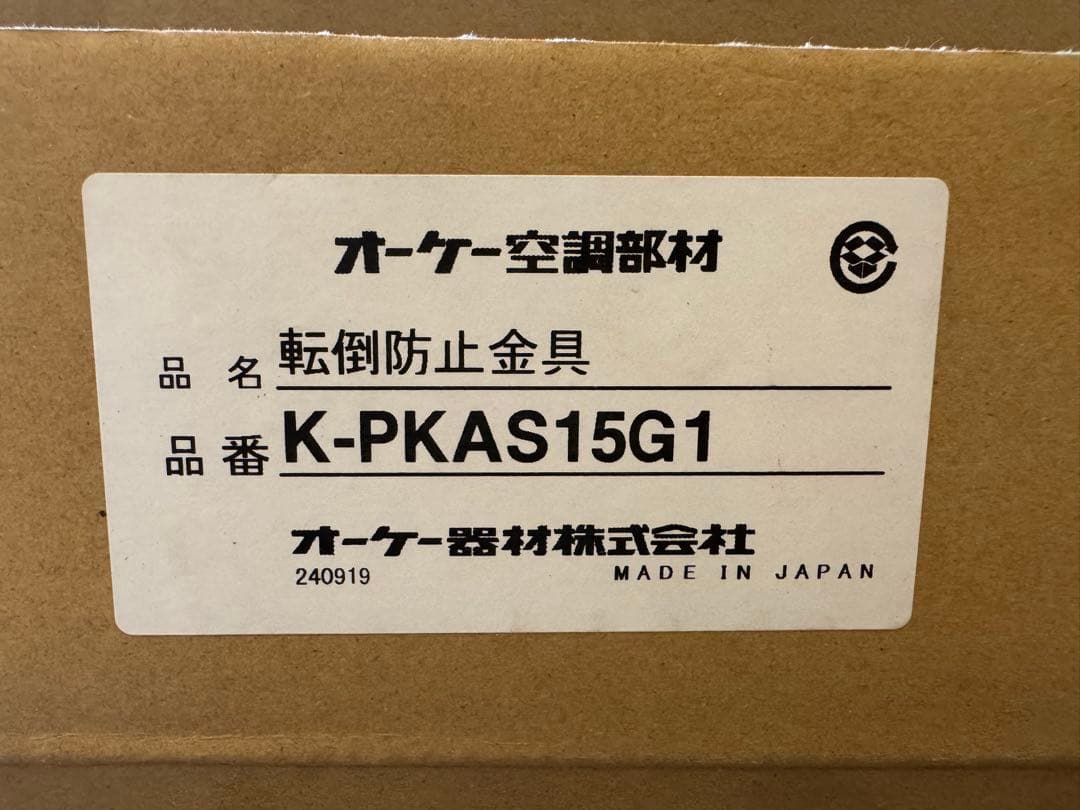 オーケー空調部材
品名 転倒防止金具
品番 K-PKAS15G1
オーケー器材株式会社
240919 MADE IN JAPAN